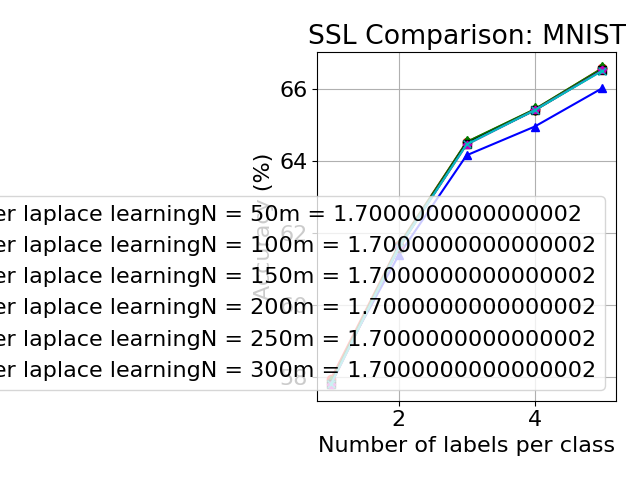 SSL Comparison: MNIST
66
64
62
58
Accuracy (%)
er laplace learningN = 50m = 1.7000000000000002
er laplace learningN = 100m = 1.7000000000000002
er laplace learningN = 150m = 1.7000000000000002
er laplace learningN = 200m = 1.7000000000000002
er laplace learningN = 250m = 1.7000000000000002
er laplace learningN = 300m = 1.7000000000000002
2 4
Number of labels per class